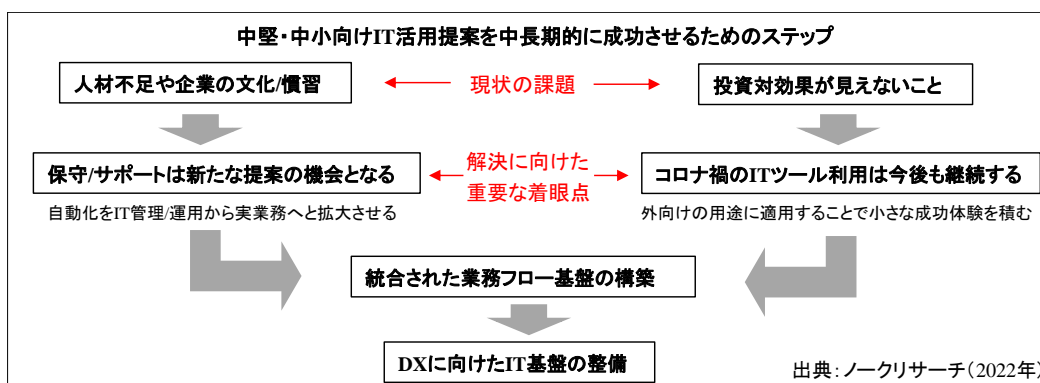 中堅・中小向けIT活用提案を中長期的に成功させるためのステップ
人材不足や企業の文化/慣習
現状の課題
投資対効果が見えないこと
保守/サポートは新たな提案の機会となる
解決に向けた
重要な着眼点
コロナ禍のITツール利用は今後も継続する
自動化をIT管理/運用から実業務へと拡大させる
外向けの用途に適用することで小さな成功体験を積む
統合された業務フロー基盤の構築
DXに向けたIT基盤の整備
出典：ノークリサーチ（2022年）